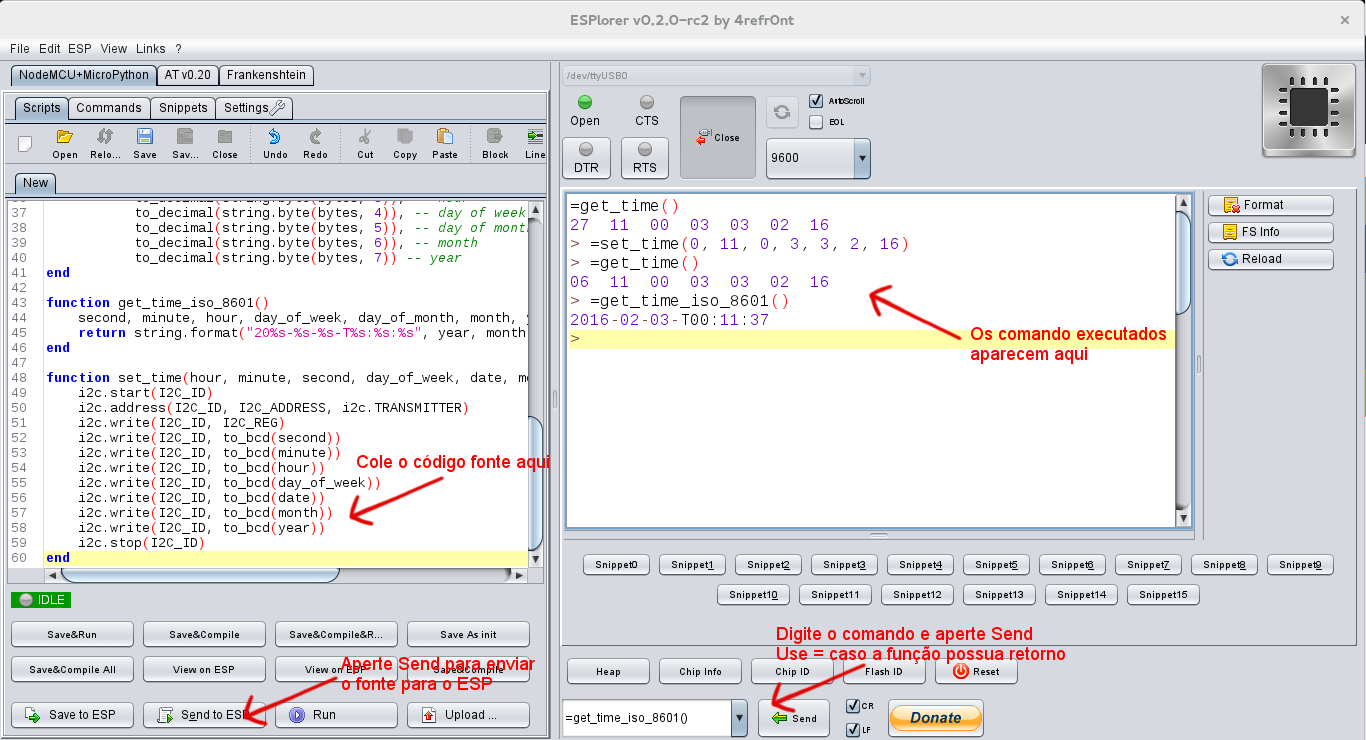 ESPlorer v0.2.0-rc2 by 4refr0nt
×
File Edit ESP View Links ?
NodeMCU+MicroPython AT v0.20 Frankenshtein
Scripts Commands Snippets Settings
Open Relo... Save Sav... Close Undo Redo Cut Copy Paste Block Line
New
37 to_decimal(string.byte(bytes, 4)), -- day of week
38 to_decimal(string.byte(bytes, 5)), -- day of mont
39 to_decimal(string.byte(bytes, 6)), -- month
40 to_decimal(string.byte(bytes, 7)) -- year
41 end
42
43 function get_time_iso_8601()
44 second, minute, hour, day_of_week, day_of_month, month, y
45 return string.format("20%s-%s-%s-T%s:%s:%s", year, month
46 end
47
48 function set_time(hour, minute, second, day_of_week, date, mo
49 i2c.start(I2C_ID)
50 i2c.address(I2C_ID, I2C_ADDRESS, i2c.TRANSMITTER)
51 i2c.write(I2C_ID, I2C_REG)
52 i2c.write(I2C_ID, to_bcd(second))
53 i2c.write(I2C_ID, to_bcd(minute))
54 i2c.write(I2C_ID, to_bcd(hour))
55 i2c.write(I2C_ID, to_bcd(day_of_week))
56 i2c.write(I2C_ID, to_bcd(date))
57 i2c.write(I2C_ID, to_bcd(month))
58 i2c.write(I2C_ID, to_bcd(year))
59 i2c.stop(I2C_ID)
60 end
Cole o código fonte aqui
IDLE
Save&Run Save&Compile Save&Compile&R... Save As init
Save&Compile All View on ESP View on ESP Save&Compile
Aperte Send para enviar
o fonte para o ESP
Save to ESP Send to ESP Run Upload ...
/dev/ttyUSB0
Open CTS
DTR RTS
Close
AutoScroll
EOL
9600
=get_time()
27 11 00 03 03 02 16
> =set_time(0, 11, 0, 3, 3, 2, 16)
> =get_time()
06 11 00 03 03 02 16
> =get_time_iso_8601()
2016-02-03-T00:11:37
>
Os comando executados
aparecem aqui
Format
FS Info
Reload
Snippet0 Snippet1 Snippet2 Snippet3 Snippet4 Snippet5 Snippet6 Snippet7 Snippet8 Snippet9
Snippet10 Snippet11 Snippet12 Snippet13 Snippet14 Snippet15
Digite o comando e aperte Send
Use = caso a função possua retorno
Heap Chip Info Chip ID Flash ID Reset
=get_time_iso_8601() Send
CR
LF
Donate